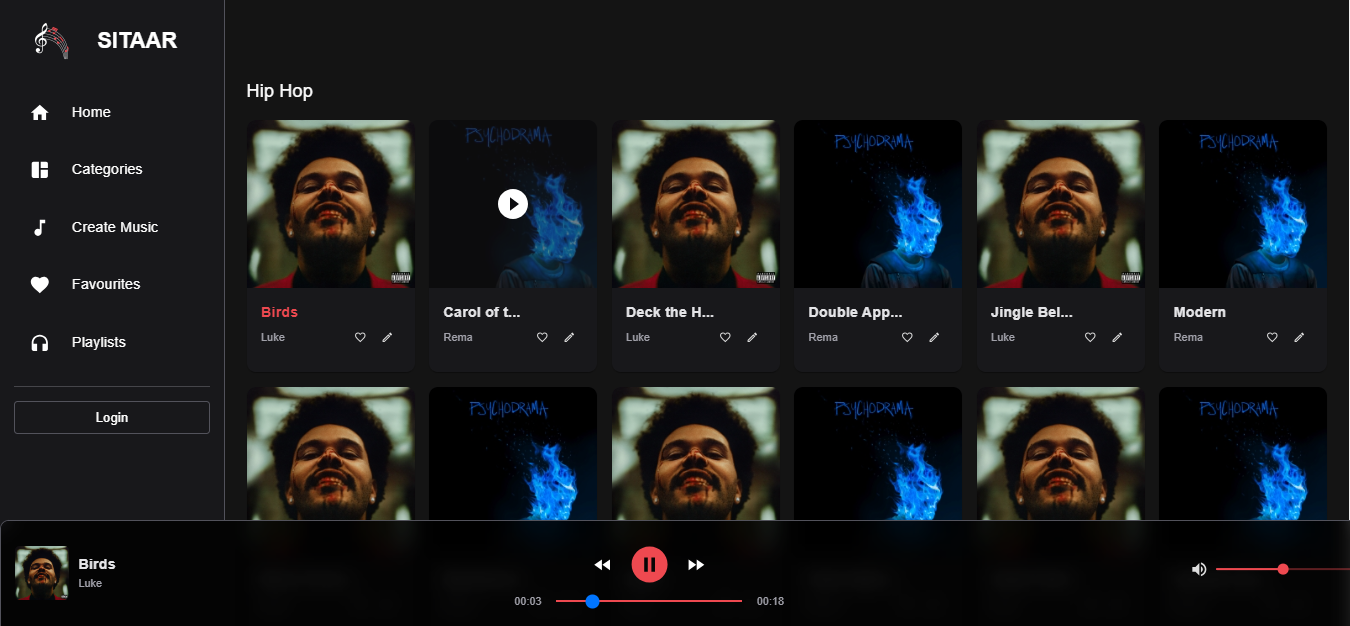 SITAAR
Home
Categories
Create Music
Favourites
Playlists
Login
Hip Hop
PSYCHODRAMA
PSYCHODRAMA
PSYCHODRAMA
Birds
Carol of t...
Deck the H...
Double App...
Jingle Bel...
Modern
Luke
Rema
Luke
Rema
Luke
Rema
PSYCHODRAMA
PSYCHODRAMA
PSYCHODRAMA
Birds
Luke
00:03
00:18